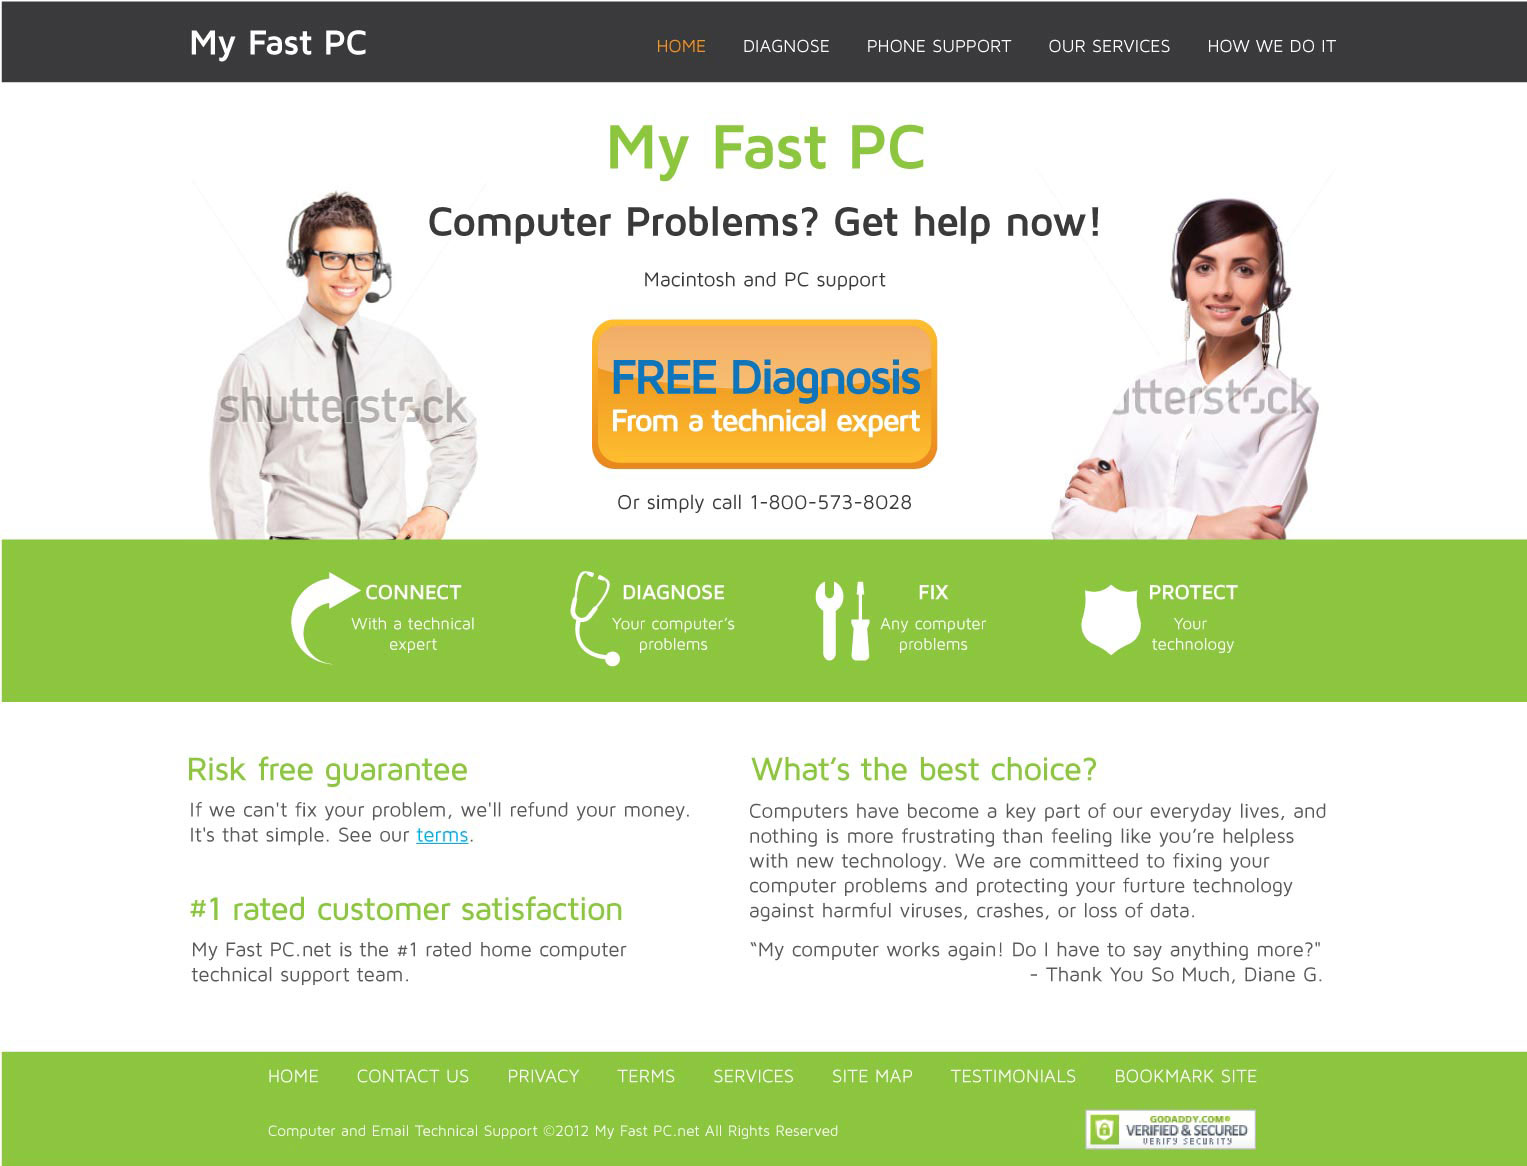 My Fast PC
HOME DIAGNOSE PHONE SUPPORT OUR SERVICES HOW WE DO IT
My Fast PC
Computer Problems? Get help now!
Macintosh and PC support
FREE Diagnosis
From a technical expert
shutterstock
utterstock
Or simply call 1-800-573-8028
CONNECT
With a technical
expert
DIAGNOSE
Your computer’s
problems
FIX
Any computer
problems
PROTECT
Your
technology
Risk free guarantee
If we can't fix your problem, we'll refund your money.
It's that simple. See our terms.
#1 rated customer satisfaction
My Fast PC.net is the #1 rated home computer
technical support team.
What’s the best choice?
Computers have become a key part of our everyday lives, and
nothing is more frustrating than feeling like you’re helpless
with new technology. We are committeed to fixing your
computer problems and protecting your furture technology
against harmful viruses, crashes, or loss of data.
“My computer works again! Do I have to say anything more?"
- Thank You So Much, Diane G.
HOME CONTACT US PRIVACY TERMS SERVICES SITE MAP TESTIMONIALS BOOKMARK SITE
Computer and Email Technical Support ©2012 My Fast PC.net All Rights Reserved
GODADDY.COM®
VERIFIED & SECURED
VERIFY SECURITY